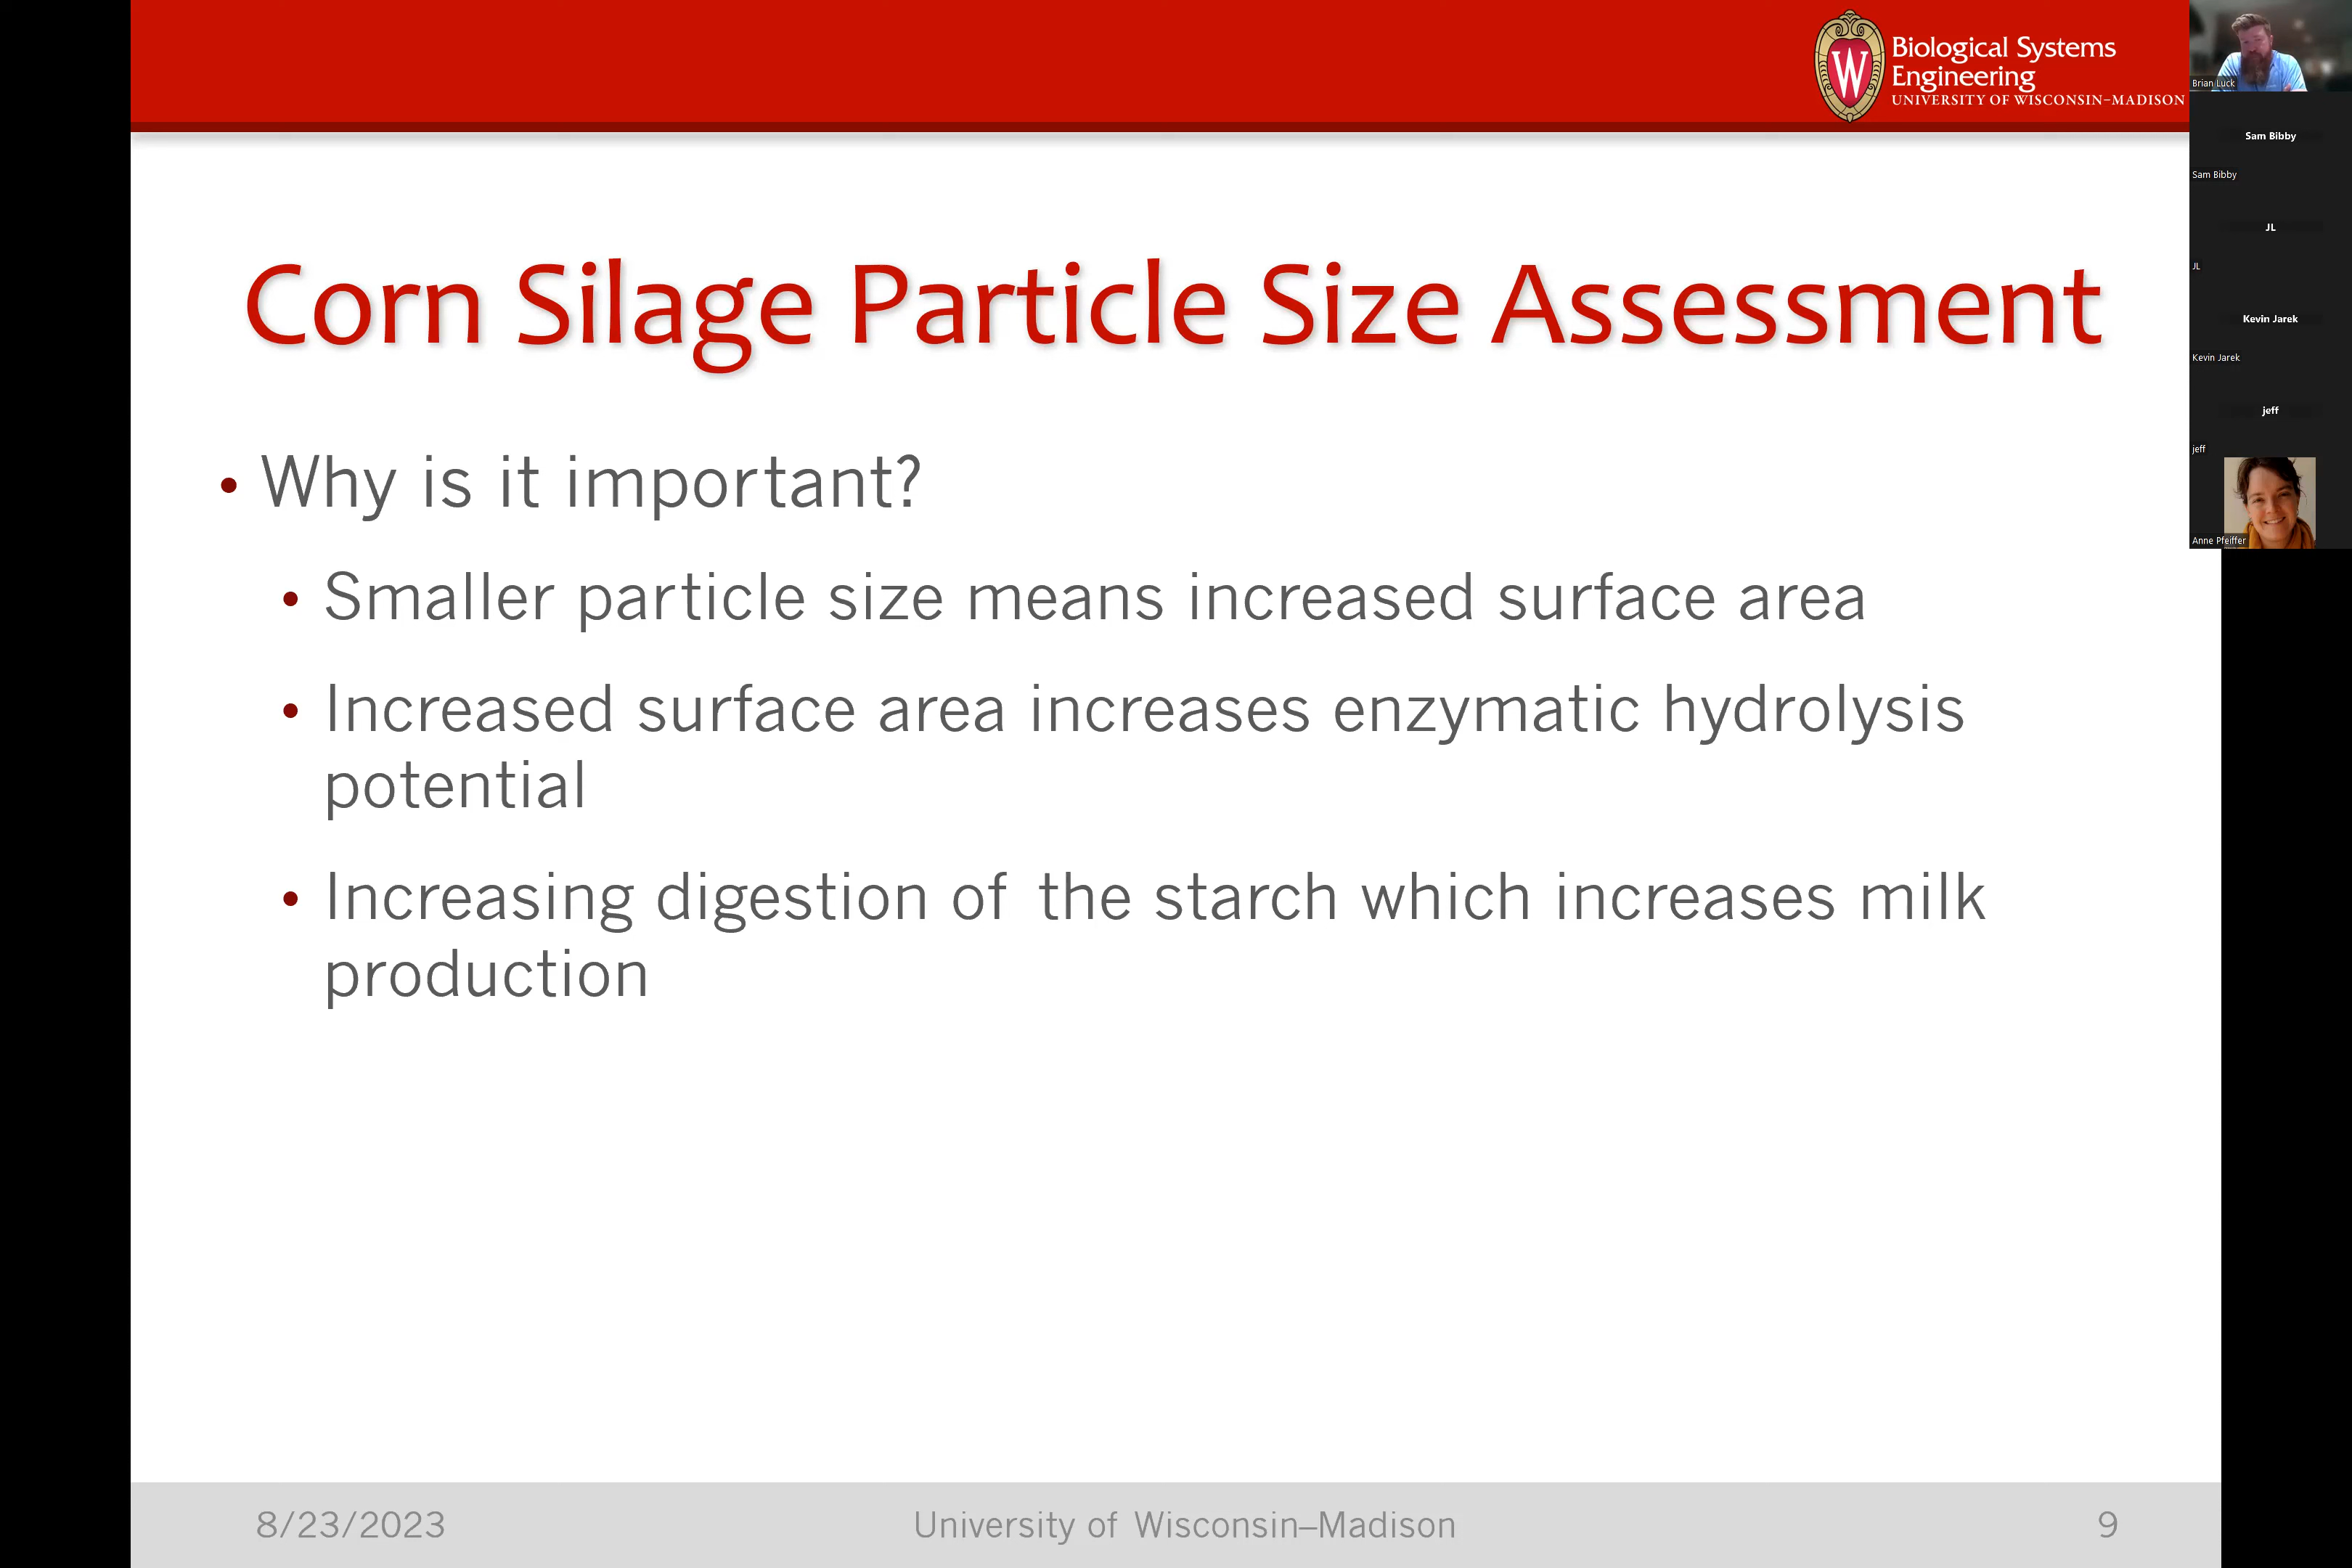 W
Biological Systems
Engineering
UNIVERSITY OF WISCONSIN–MADISON
Corn Silage Particle Size Assessment
• Why is it important?
• Smaller particle size means increased surface area
• Increased surface area increases enzymatic hydrolysis
potential
• Increasing digestion of the starch which increases milk
production
8/23/2023
University of Wisconsin–Madison
9
Brian Luck
Sam Bibby
Sam Bibby
JL
JL
Kevin Jarek
Kevin Jarek
jeff
jeff
Anne Pfeiffer